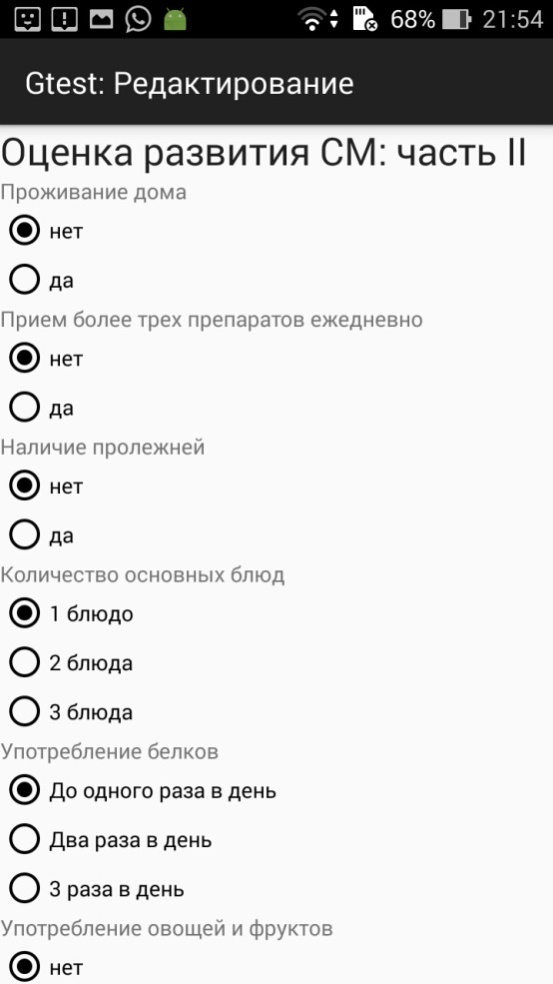 68% 21:54
Gtest: Редактирование
Оценка развития СМ: часть II
Проживание дома
нет
да
Прием более трех препаратов ежедневно
нет
да
Наличие пролежней
нет
да
Количество основных блюд
1 блюдо
2 блюда
3 блюда
Употребление белков
До одного раза в день
Два раза в день
3 раза в день
Употребление овощей и фруктов
нет